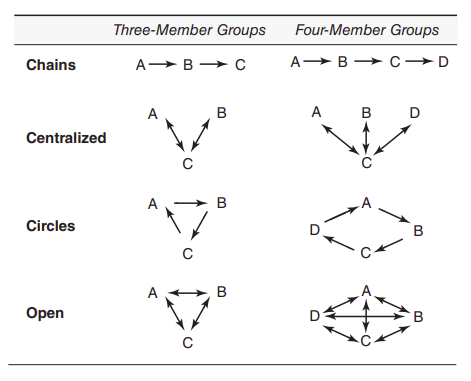 Three-Member Groups Four-Member Groups
Chains A B C A B C D
A B A B D
Centralized
C C
A B A
Circles D B
C C
A B A
Open D B
C C